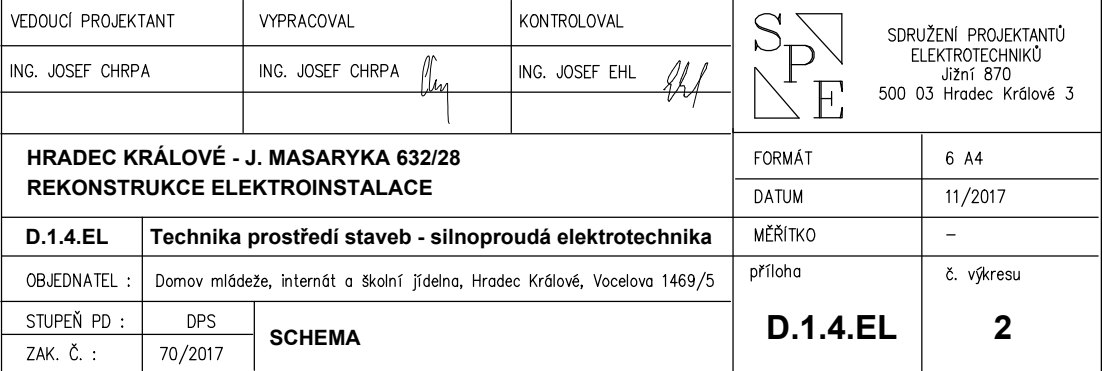 VEDOUCÍ PROJEKTANT
VYPRACOVAL
KONTROLOVAL
ING. JOSEF CHRPA
ING. JOSEF CHRPA
ING. JOSEF EHL
SPE
SDRUŽENÍ PROJEKTANTŮ
ELEKTROTECHNIKŮ
Jižní 870
500 03 Hradec Králové 3
HRADEC KRÁLOVÉ - J. MASARYKA 632/28
REKONSTRUKCE ELEKTROINSTALACE
FORMÁT
6 A4
DATUM
11/2017
D.1.4.EL
Technika prostředí staveb - silnoproudá elektrotechnika
MĚŘÍTKO
–
OBJEDNATEL :
Domov mládeže, internát a školní jídelna, Hradec Králové, Vocelova 1469/5
příloha
č. výkresu
STUPEŇ PD :
DPS
SCHEMA
D.1.4.EL
2
ZAK. Č. :
70/2017